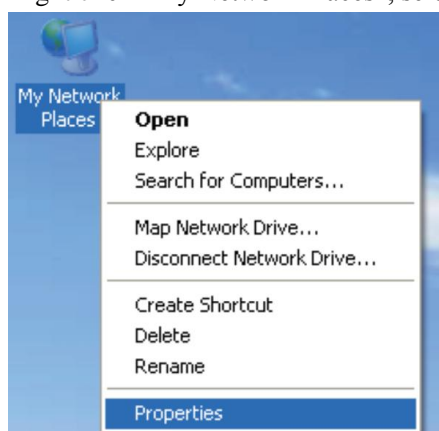 My Network
Places
Open
Explore
Search for Computers...
Map Network Drive...
Disconnect Network Drive...
Create Shortcut
Delete
Rename
Properties